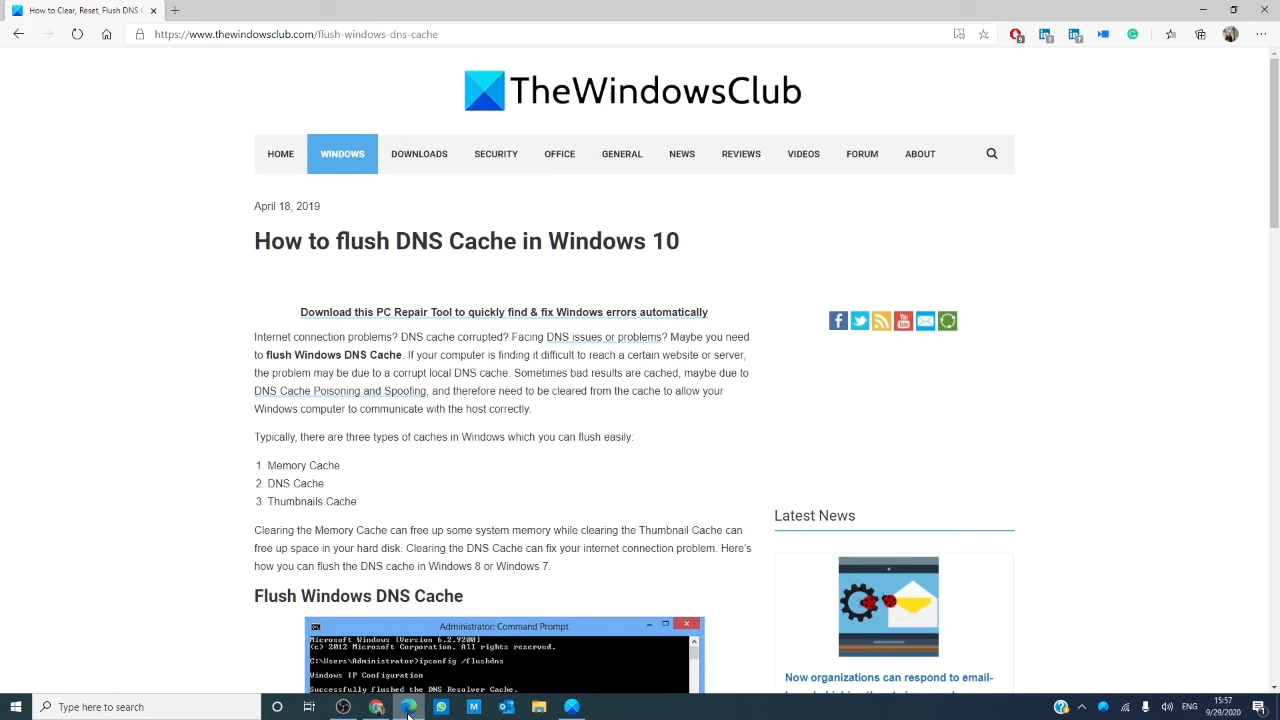 How to Clear, Reset, Flush DNS C
https://www.thewindowsclub.com/flush-windows-dns-cache
TheWindowsClub
HOME WINDOWS DOWNLOADS SECURITY OFFICE GENERAL NEWS REVIEWS VIDEOS FORUM ABOUT
April 18, 2019
How to flush DNS Cache in Windows 10
Download this PC Repair Tool to quickly find & fix Windows errors automatically
Internet connection problems? DNS cache corrupted? Facing DNS issues or problems? Maybe you need
to flush Windows DNS Cache. If your computer is finding it difficult to reach a certain website or server,
the problem may be due to a corrupt local DNS cache. Sometimes bad results are cached, maybe due to
DNS Cache Poisoning and Spoofing, and therefore need to be cleared from the cache to allow your
Windows computer to communicate with the host correctly.
Typically, there are three types of caches in Windows which you can flush easily:
1. Memory Cache
2. DNS Cache
3. Thumbnails Cache
Clearing the Memory Cache can free up some system memory while clearing the Thumbnail Cache can
free up space in your hard disk. Clearing the DNS Cache can fix your internet connection problem. Here's
how you can flush the DNS cache in Windows 8 or Windows 7.
Flush Windows DNS Cache
Administrator: Command Prompt
Microsoft Windows [Version 6.2.9200]
(c) 2012 Microsoft Corporation. All rights reserved.
C:\Users\Administrator>ipconfig /flushdns
Windows IP Configuration
Successfully flushed the DNS Resolver Cache.
Latest News
Now organizations can respond to email-
Type here to search
ENG
15:57
9/29/2020